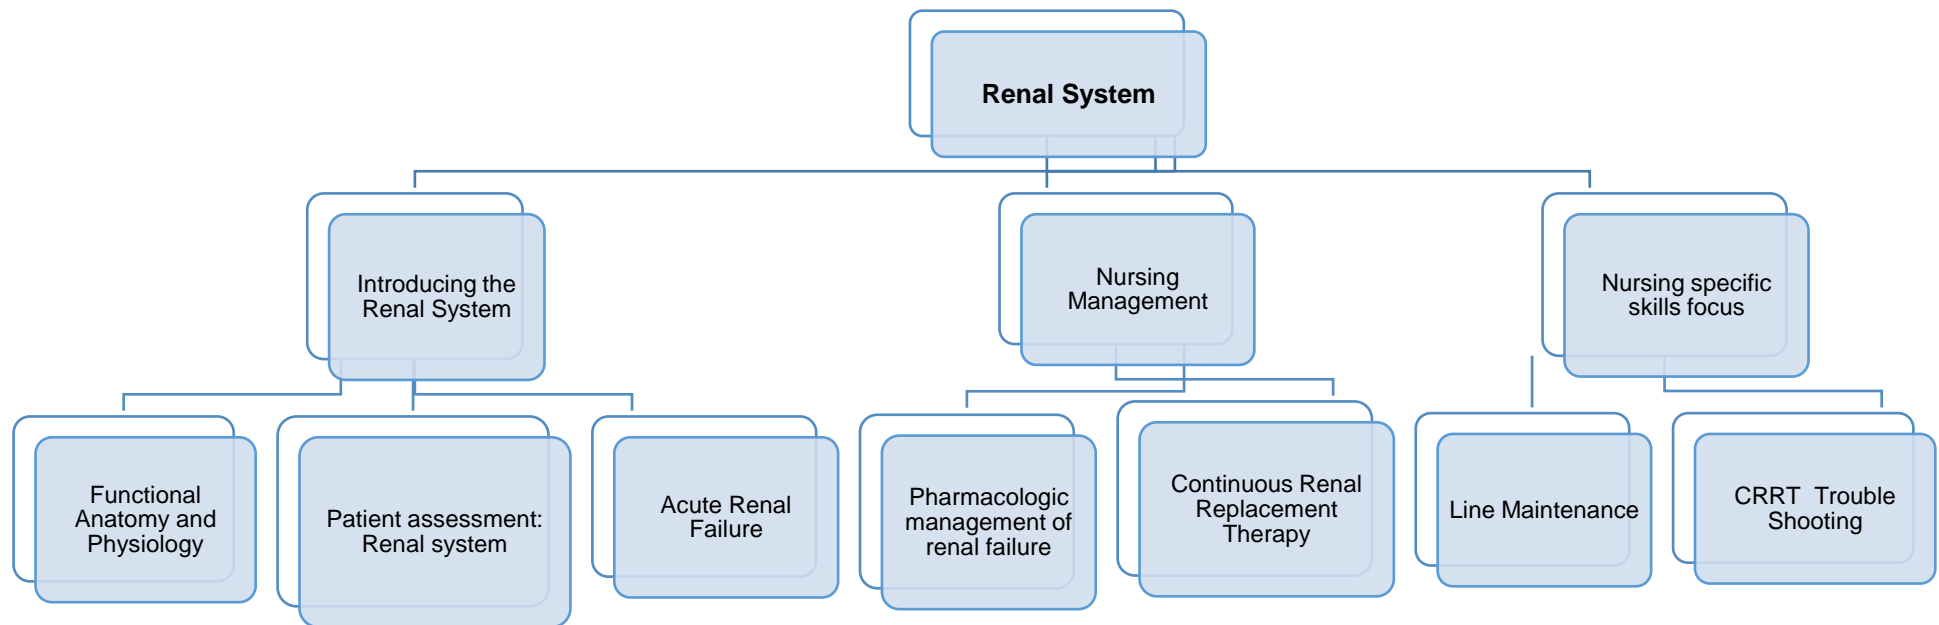 Renal System
Introducing the
Renal System
Nursing
Management
Nursing specific
skills focus
Functional
Anatomy and
Physiology
Patient assessment:
Renal system
Acute Renal
Failure
Pharmacologic
management of
renal failure
Continuous Renal
Replacement
Therapy
Line Maintenance
CRRT  Trouble
Shooting